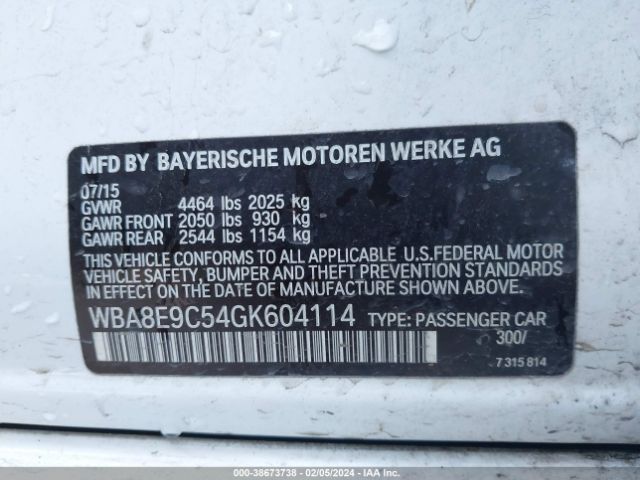 MFD BY BAYERISCHE MOTOREN WERKE AG
07/15
GVWR 4464 lbs 2025 kg
GAWR FRONT 2050 lbs 930 kg
GAWR REAR 2544 lbs 1154 kg
THIS VEHICLE CONFORMS TO ALL APPLICABLE U.S.FEDERAL MOTOR
VEHICLE SAFETY, BUMPER AND THEFT PREVENTION STANDARDS
IN EFFECT ON THE DATE OF MANUFACTURE SHOWN ABOVE.
WBA8E9C54GK604114 TYPE: PASSENGER CAR
300/
7 315 814
000-38673738 - 02/05/2024 - IAA Inc.